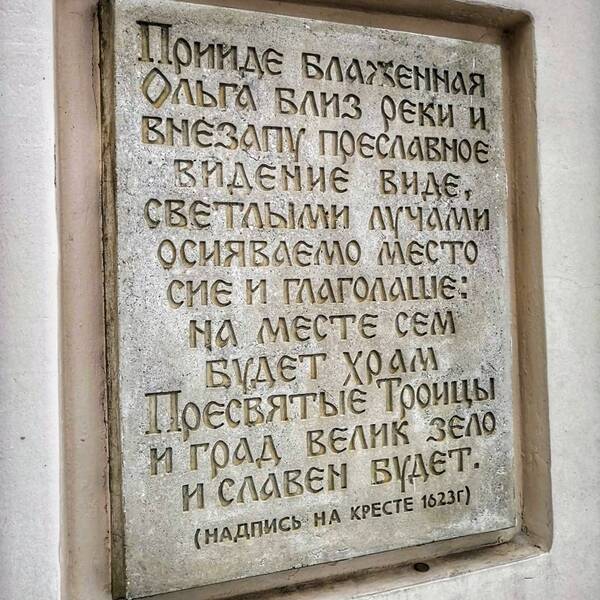 Прииде блаженная
Ольга близ реки и
внезапу преславное
видение виде,
светлыми лучами
осияваемо место
сие и глаголаше:
на месте сем
будет храм
Пресвятые Троицы
и град велик зело
и славен будет.
(надпись на кресте 1623г)